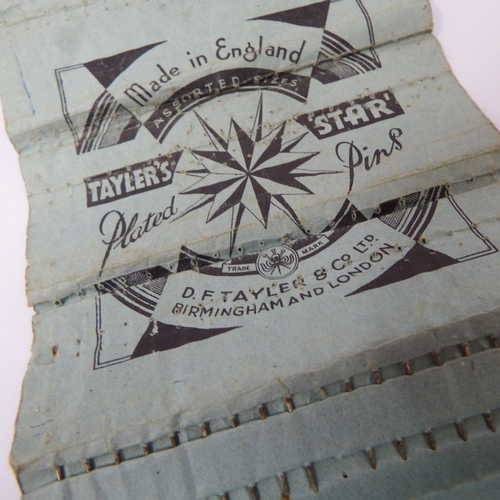 Made in England
ASSORTED SIZES
TAYLER'S 'STAR'
Plated Pins
TRADE MARK
D. F. TAYLER & Co LTD.
BIRMINGHAM AND LONDON